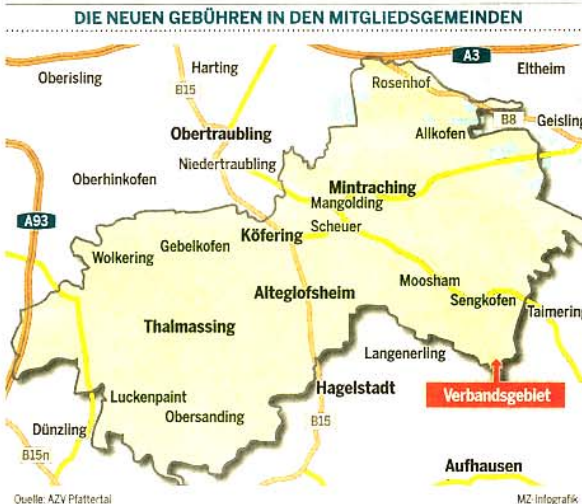 DIE NEUEN GEBÜHREN IN DEN MITGLIEDSGEMEINDEN
A3
Harting
Eltheim
Oberisling
Rosenhof
B15
B8
Geisling
Obertraubling
Allkofen
Niedertraubling
Oberhinkofen
Mintraching
Mangolding
A93
Scheuer
Köfering
Gebelkofen
Wolkering
Moosham
Alteglofsheim
Sengkofen
Taimering
Thalmassing
Langenerling
Hagelstadt
Verbandsgebiet
Luckenpaint
Obersanding
B15
Dünzling
B15n
Aufhausen
Quelle: AZV Pfattertal
MZ-Infografik